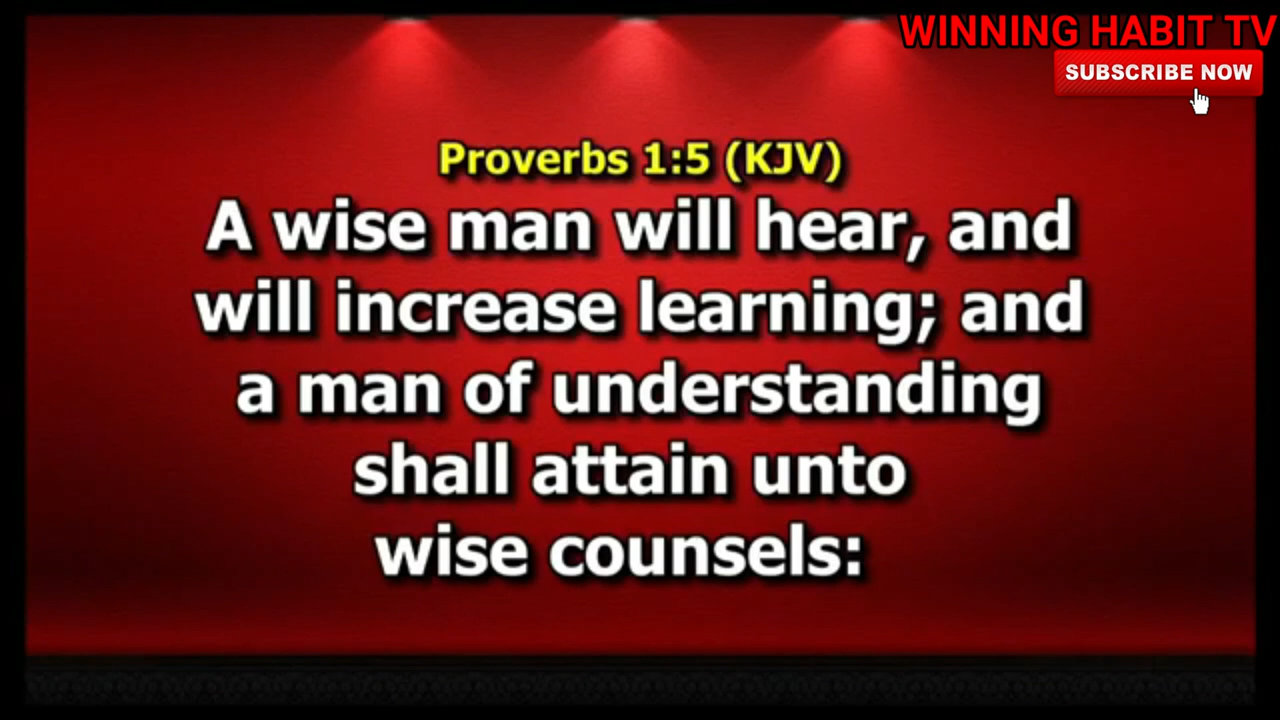 WINNING HABIT TV
SUBSCRIBE NOW
Proverbs 1:5 (KJV)
A wise man will hear, and
will increase learning; and
a man of understanding
shall attain unto
wise counsels: